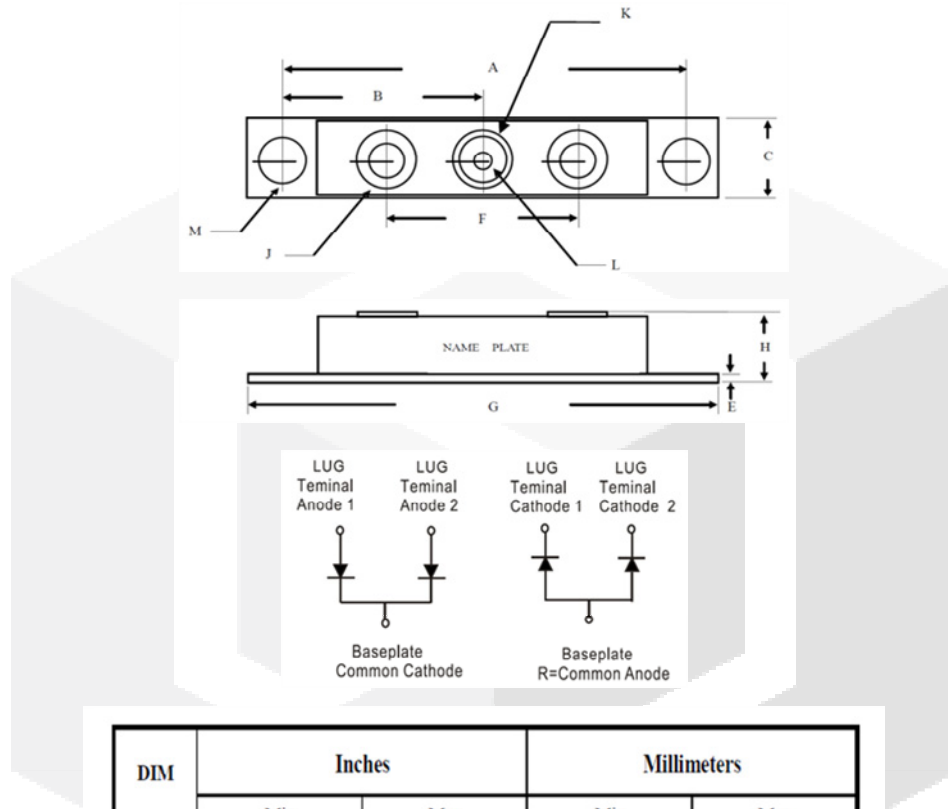 K
A
B
C
F
M
J
L
NAME PLATE
H
G
E
LUG
Teminal
Anode 1
LUG
Teminal
Anode 2
LUG
Teminal
Cathode 1
LUG
Teminal
Cathode 2
Baseplate
Common Cathode
Baseplate
R=Common Anode
DIM
Inches
Millimeters